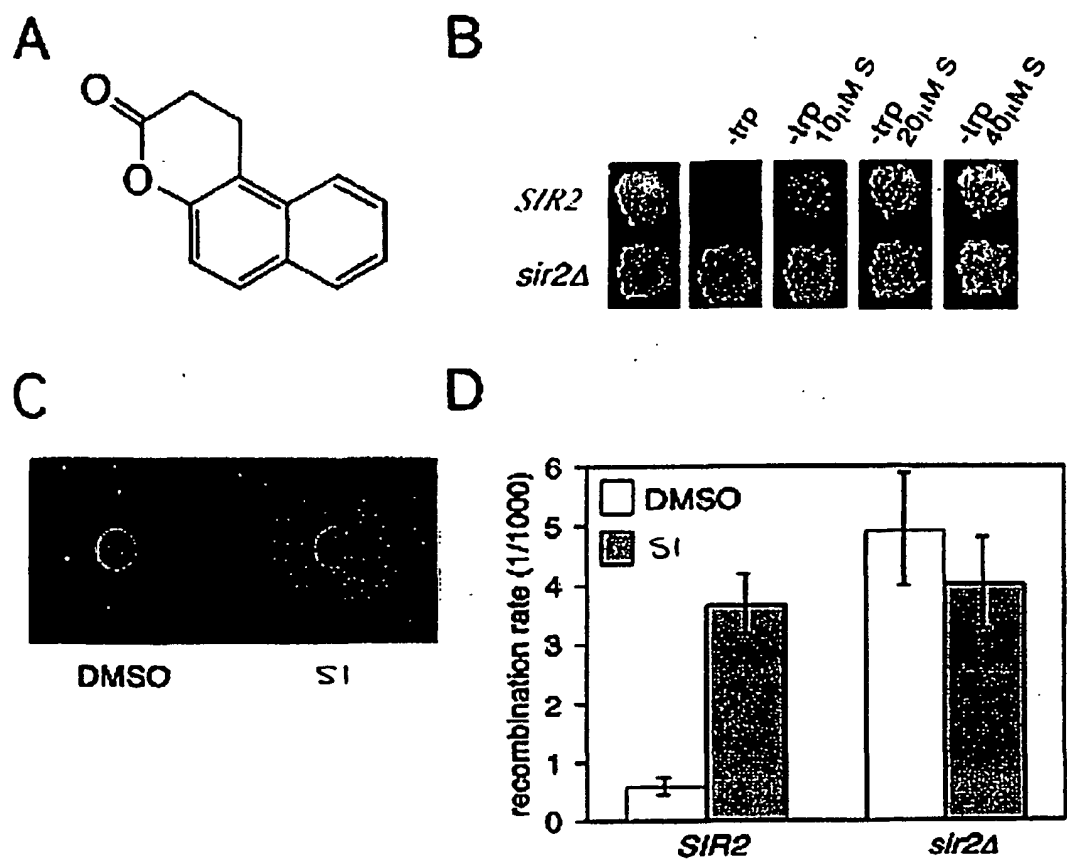 A
O
O
B
-trp
-trp 10µM S
-trp 20µM S
-trp 40µM S
SIR2
sir2Δ
C
DMSO
S1
D
recombination rate (1/1000)
6
5
4
3
2
1
0
DMSO
S1
SIR2
sir2Δ